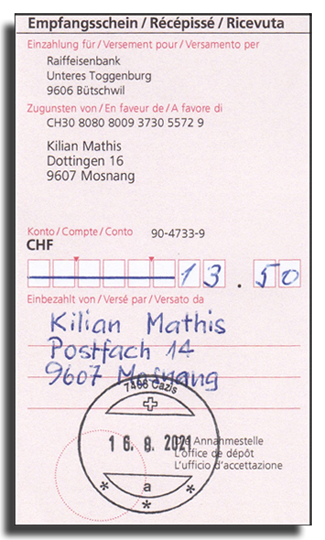 Empfangsschein / Récépissé / Ricevuta
Einzahlung für / Versement pour / Versamento per
Raiffeisenbank
Unteres Toggenburg
9606 Bütschwil
Zugunsten von / En faveur de / A favore di
CH30 8080 8009 3730 5572 9
Kilian Mathis
Dottingen 16
9607 Mosnang
Konto / Compte / Conto 90-4733-9
CHF
13.50
Einbezahlt von / Versé par / Versato da
Kilian Mathis
Postfach 14
9607 Mosnang
7408 Cazis
16. 8. 2021
Die Annahmestelle
L'office de dépôt
L'ufficio d'accettazione
a